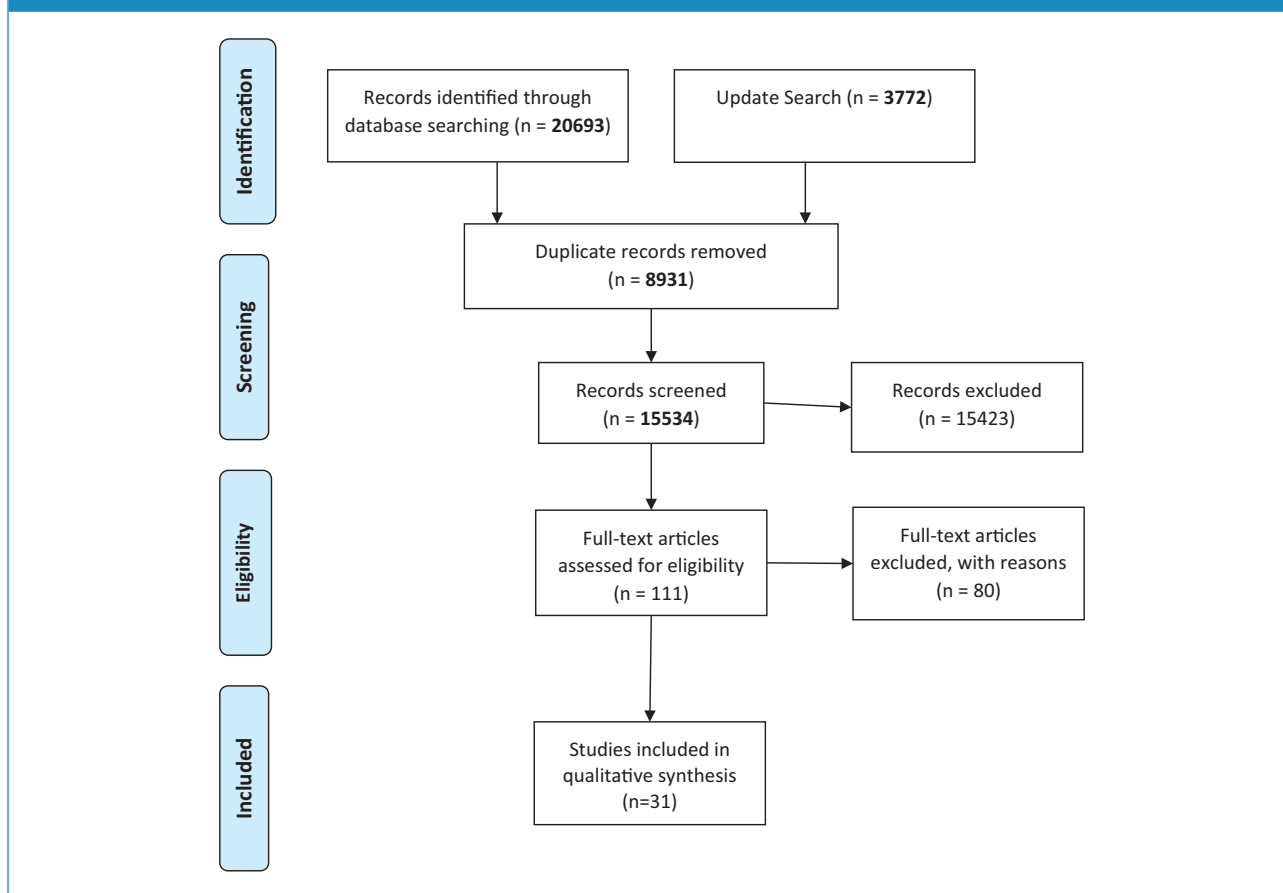 Identification
Records identified through
database searching (n = 20693)
Update Search (n = 3772)
Duplicate records removed
(n = 8931)
Screening
Records screened
(n = 15534)
Records excluded
(n = 15423)
Eligibility
Full-text articles
assessed for eligibility
(n = 111)
Full-text articles
excluded, with reasons
(n = 80)
Included
Studies included in
qualitative synthesis
(n=31)